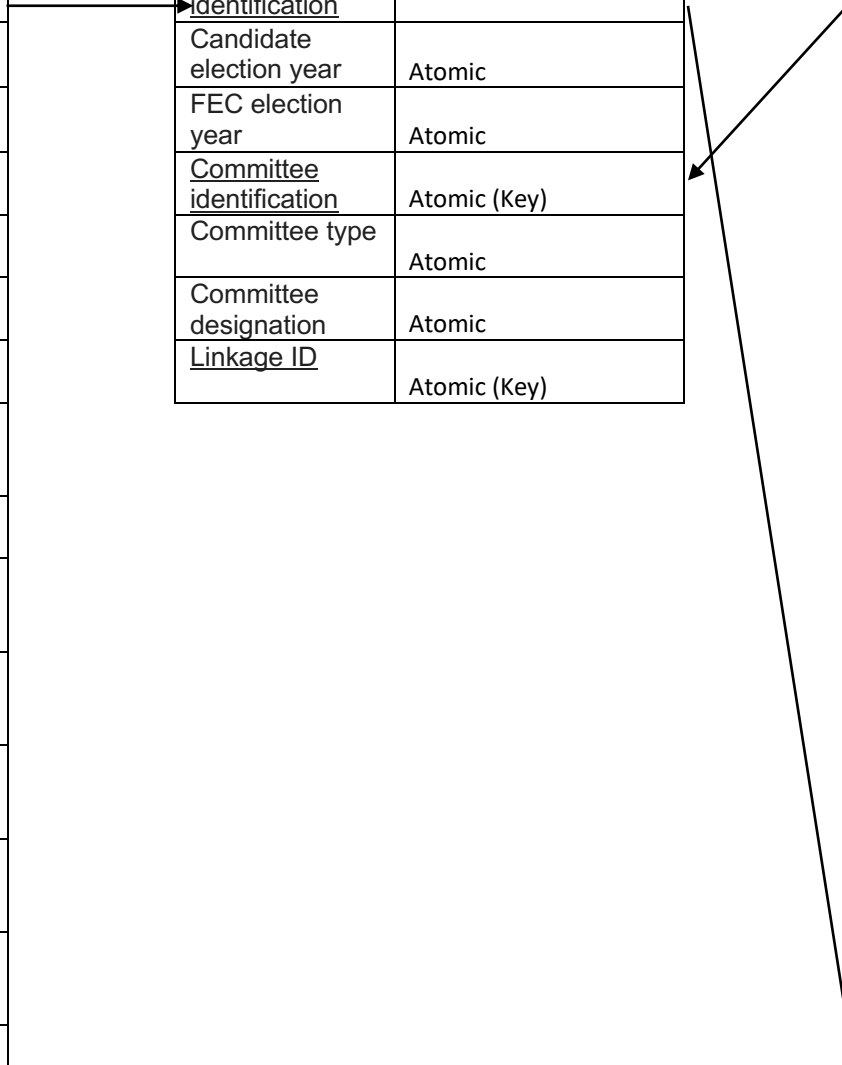 identification
Candidate
election year Atomic
FEC election
year Atomic
Committee
identification Atomic (Key)
Committee type
Atomic
Committee
designation Atomic
Linkage ID
Atomic (Key)